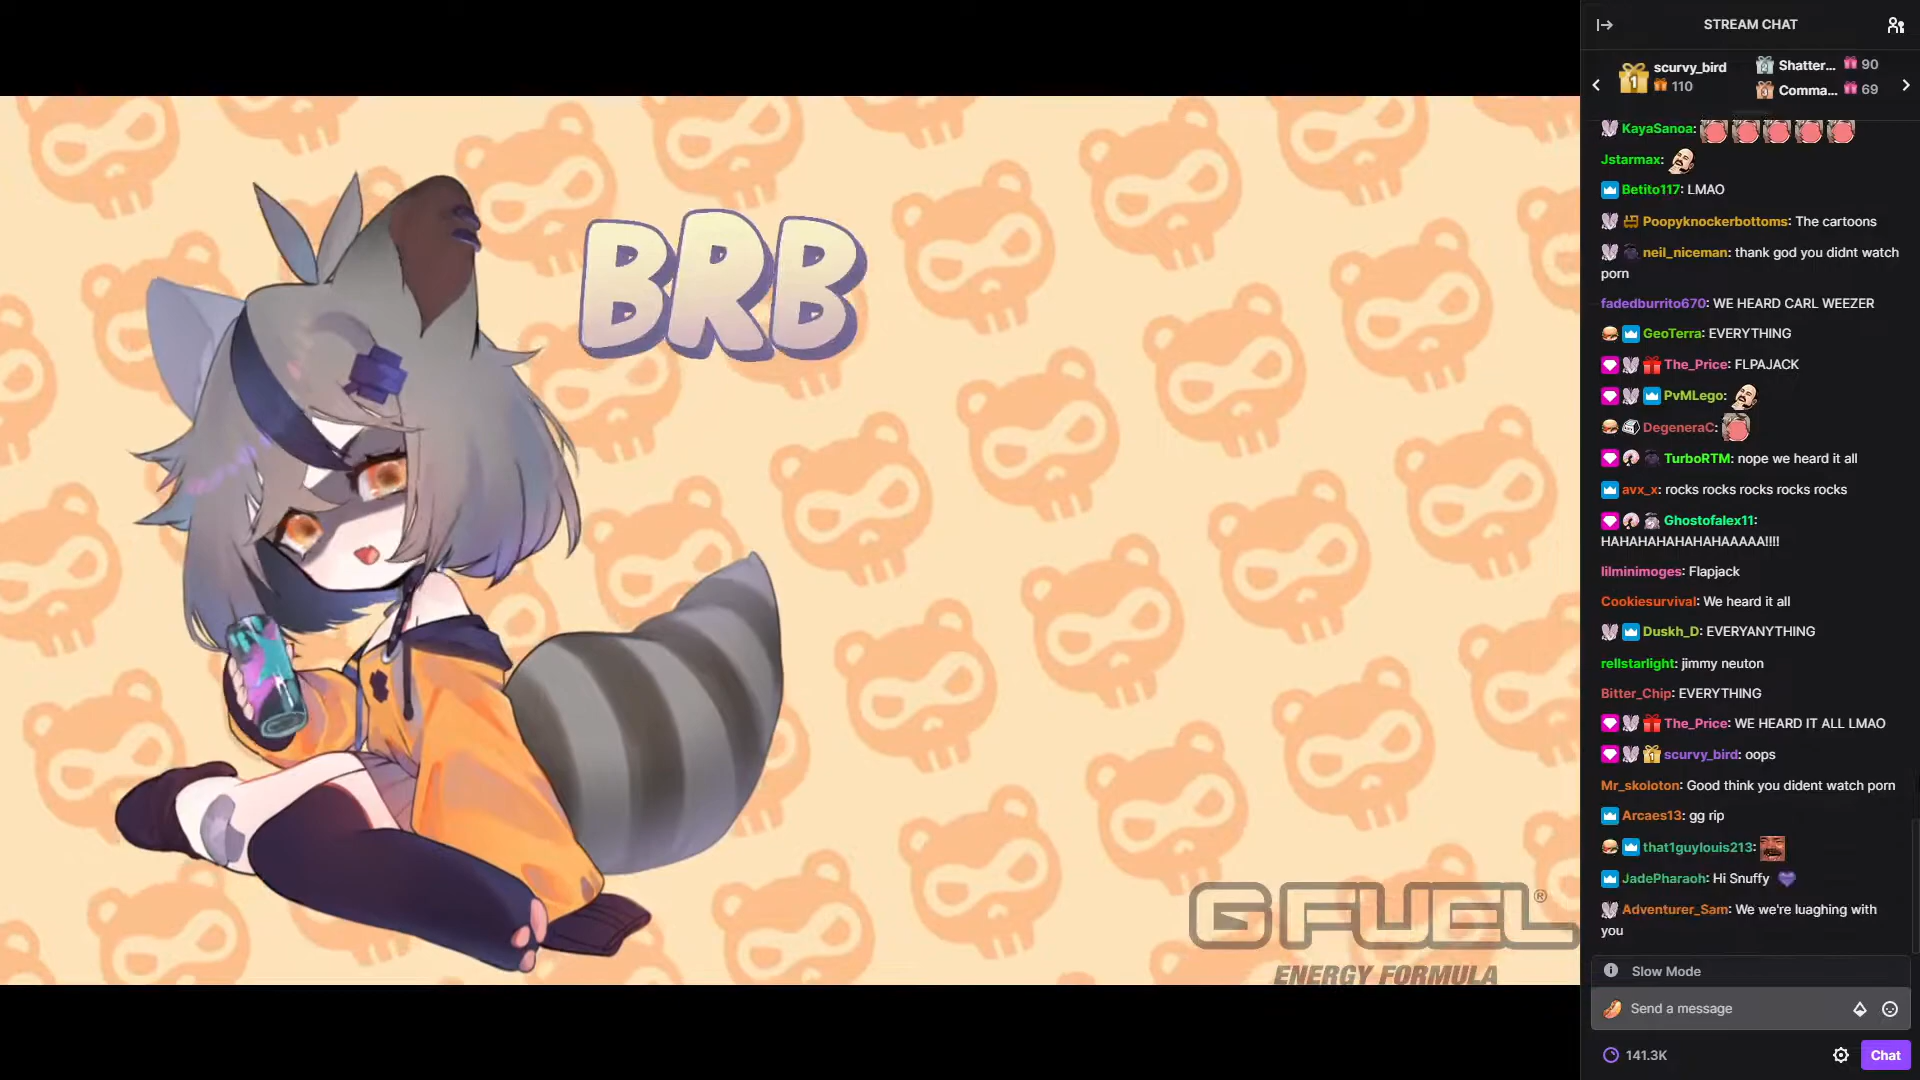 BRB
G FUEL®
ENERGY FORMULA
STREAM CHAT
1 scurvy_bird
110
Shatter... 90
Comma... 69
KayaSanoa:
Jstarmax:
Betito117: LMAO
Poopyknockerbottoms: The cartoons
neil_niceman: thank god you didnt watch
porn
fadedburrito670: WE HEARD CARL WEEZER
GeoTerra: EVERYTHING
The_Price: FLPAJACK
PvMLego:
DegeneraC:
TurboRTM: nope we heard it all
avx_x: rocks rocks rocks rocks rocks
Ghostofalex11:
HAHAHAHAHAHAHAAAAA!!!!
lilminimoges: Flapjack
Cookiesurvival: We heard it all
Duskh_D: EVERYANYTHING
rellstarlight: jimmy neuton
Bitter_Chip: EVERYTHING
The_Price: WE HEARD IT ALL LMAO
scurvy_bird: oops
Mr_skoloton: Good think you dident watch porn
Arcaes13: gg rip
that1guylouis213:
JadePharaoh: Hi Snuffy
Adventurer_Sam: We we're luaghing with
you
Slow Mode
Send a message
141.3K
Chat